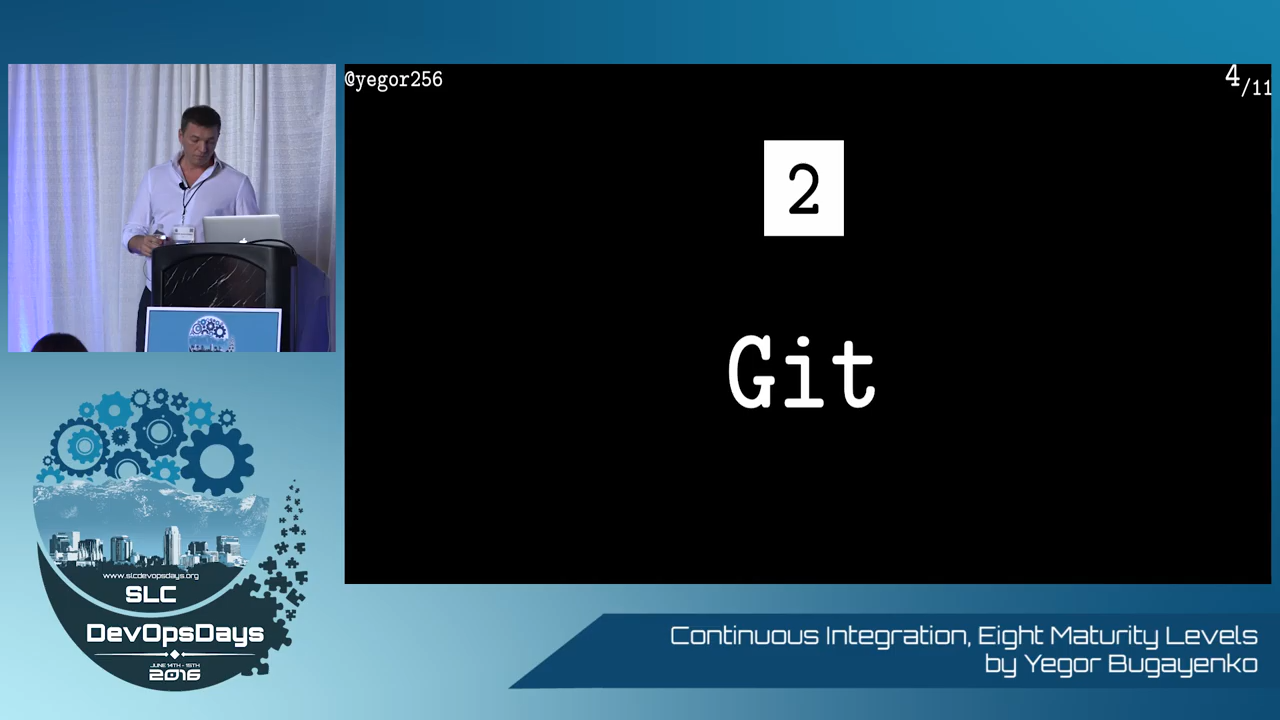 @yegor256
4/11
2
Git
www.slcdevopsdays.org
SLC
DevOpsDays
JUNE 14TH - 15TH
2016
Continuous Integration, Eight Maturity Levels
by Yegor Bugayenko